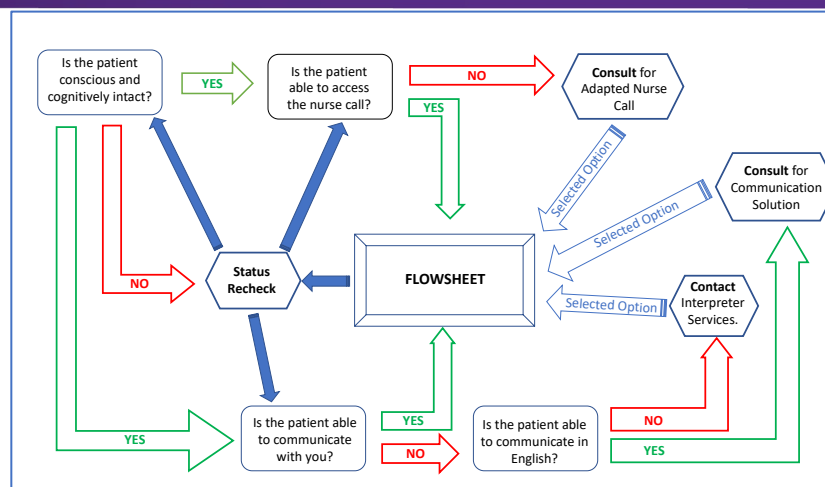 Is the patient
conscious and
cognitively intact?
YES
Is the patient
able to access
the nurse call?
NO
YES
Consult for
Adapted Nurse
Call
Selected Option
Consult for
Communication
Solution
Selected Option
NO
Status
Recheck
FLOWSHEET
Selected Option
Contact
Interpreter
Services.
YES
Is the patient able
to communicate
with you?
YES
NO
Is the patient able
to communicate in
English?
NO
YES